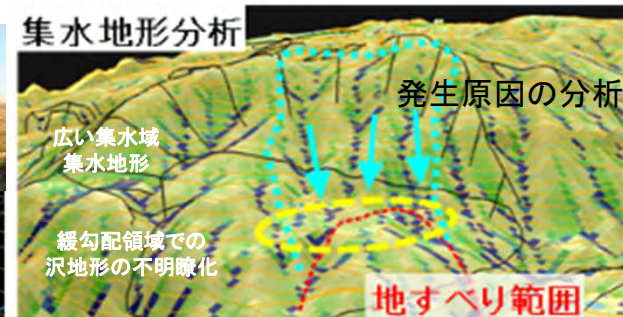 集水地形分析
発生原因の分析
広い集水域
集水地形
緩勾配領域での
沢地形の不明瞭化
地すべり範囲